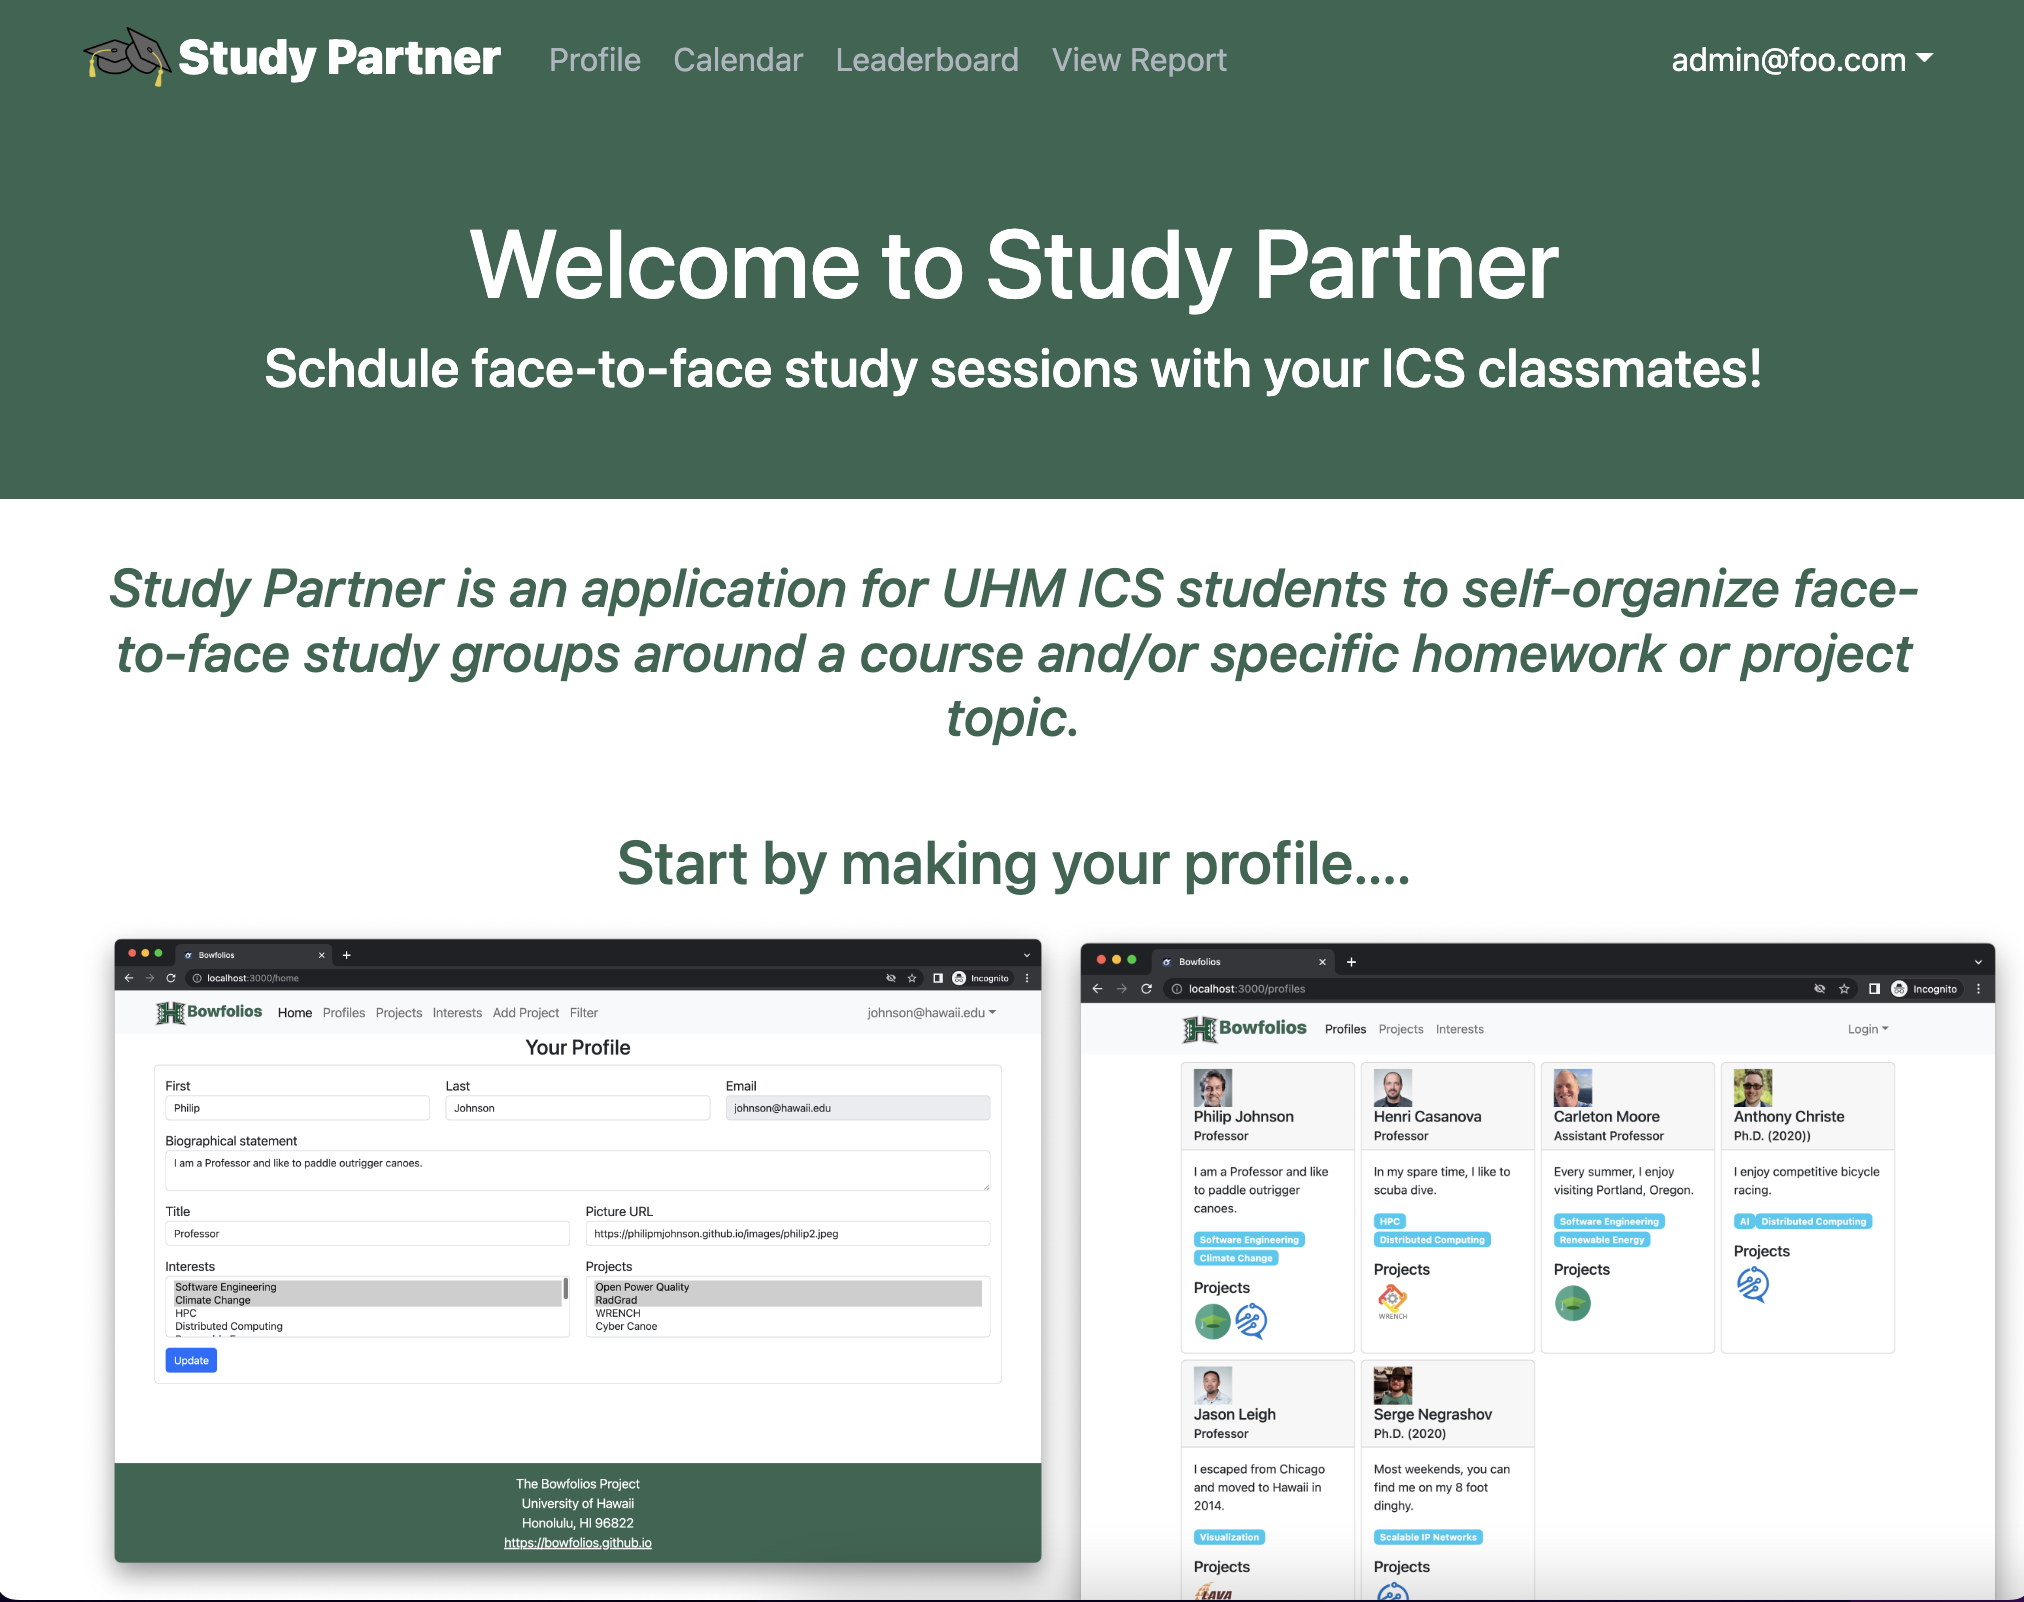 Study Partner Profile Calendar Leaderboard View Report admin@foo.com
Welcome to Study Partner
Schdule face-to-face study sessions with your ICS classmates!
Study Partner is an application for UHM ICS students to self-organize face-
to-face study groups around a course and/or specific homework or project
topic.
Start by making your profile....
Bowfolios
localhost:3000/home Incognito
Bowfolios Home Profiles Projects Interests Add Project Filter johnson@hawaii.edu
Your Profile
First Last Email
Philip Johnson johnson@hawaii.edu
Biographical statement
I am a Professor and like to paddle outrigger canoes.
Title Picture URL
Professor https://philipmjohnson.github.io/images/philip2.jpeg
Interests Projects
Software Engineering Open Power Quality
Climate Change RadGrad
HPC WRENCH
Distributed Computing Cyber Canoe
Update
The Bowfolios Project
University of Hawaii
Honolulu, HI 96822
https://bowfolios.github.io
Bowfolios
localhost:3000/profiles Incognito
Bowfolios Profiles Projects Interests Login
Philip Johnson
Professor
I am a Professor and like
to paddle outrigger
canoes.
Software Engineering
Climate Change
Projects
Henri Casanova
Professor
In my spare time, I like to
scuba dive.
HPC
Distributed Computing
Projects
WRENCH
Carleton Moore
Assistant Professor
Every summer, I enjoy
visiting Portland, Oregon.
Software Engineering
Renewable Energy
Projects
Anthony Christe
Ph.D. (2020))
I enjoy competitive bicycle
racing.
AI Distributed Computing
Projects
Jason Leigh
Professor
I escaped from Chicago
and moved to Hawaii in
2014.
Visualization
Projects
LAVA
Serge Negrashov
Ph.D. (2020)
Most weekends, you can
find me on my 8 foot
dinghy.
Scalable IP Networks
Projects